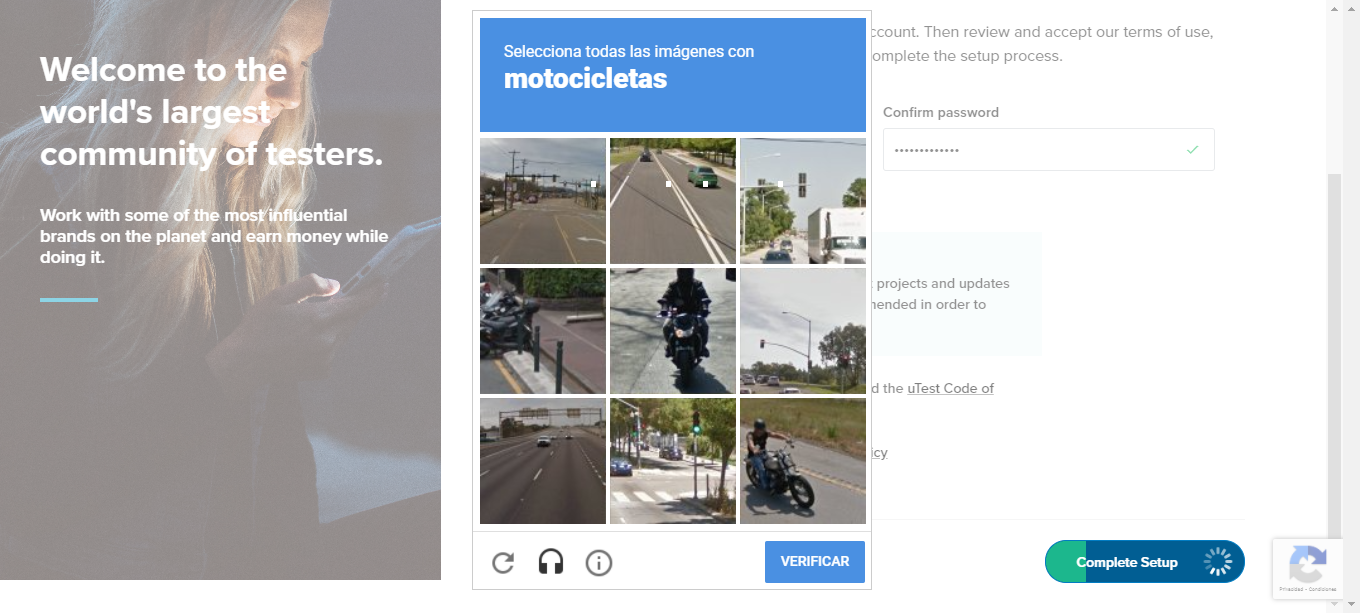 Welcome to the
world's largest
community of testers.
Work with some of the most influential
brands on the planet and earn money while
doing it.
Selecciona todas las imágenes con
motocicletas
VERIFICAR
count. Then review and accept our terms of use,
omplete the setup process.
Confirm password
•••••••••••••
projects and updates
ended in order to
d the uTest Code of
icy
Complete Setup
Privacidad - Condiciones